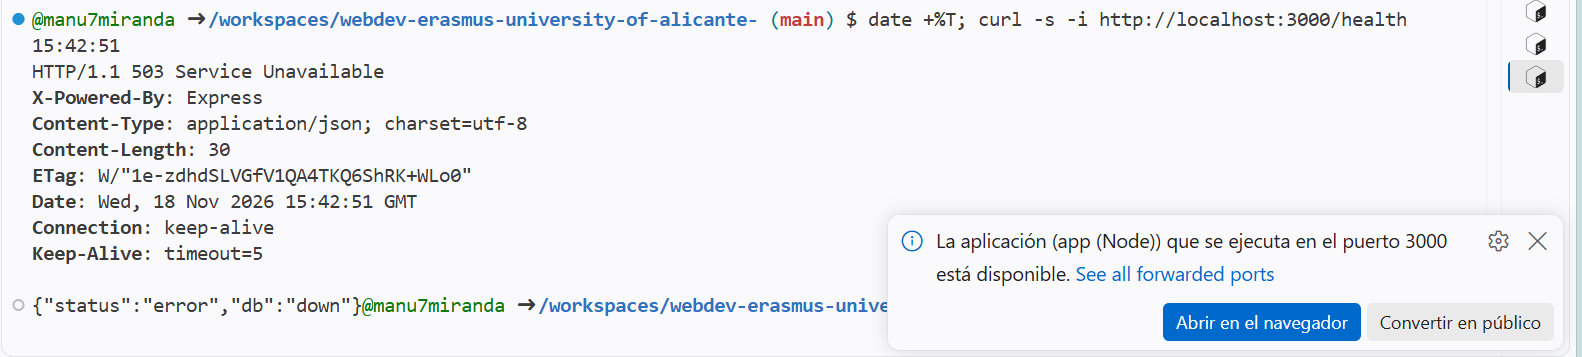 @manu7miranda ➜/workspaces/webdev-erasmus-university-of-alicante- (main) $ date +%T; curl -s -i http://localhost:3000/health
15:42:51
HTTP/1.1 503 Service Unavailable
X-Powered-By: Express
Content-Type: application/json; charset=utf-8
Content-Length: 30
ETag: W/"1e-zdhdSLVGfV1QA4TKQ6ShRK+WLo0"
Date: Wed, 18 Nov 2026 15:42:51 GMT
Connection: keep-alive
Keep-Alive: timeout=5
{"status":"error","db":"down"}@manu7miranda ➜/workspaces/webdev-erasmus-unive
La aplicación (app (Node)) que se ejecuta en el puerto 3000
está disponible. See all forwarded ports
Abrir en el navegador
Convertir en público